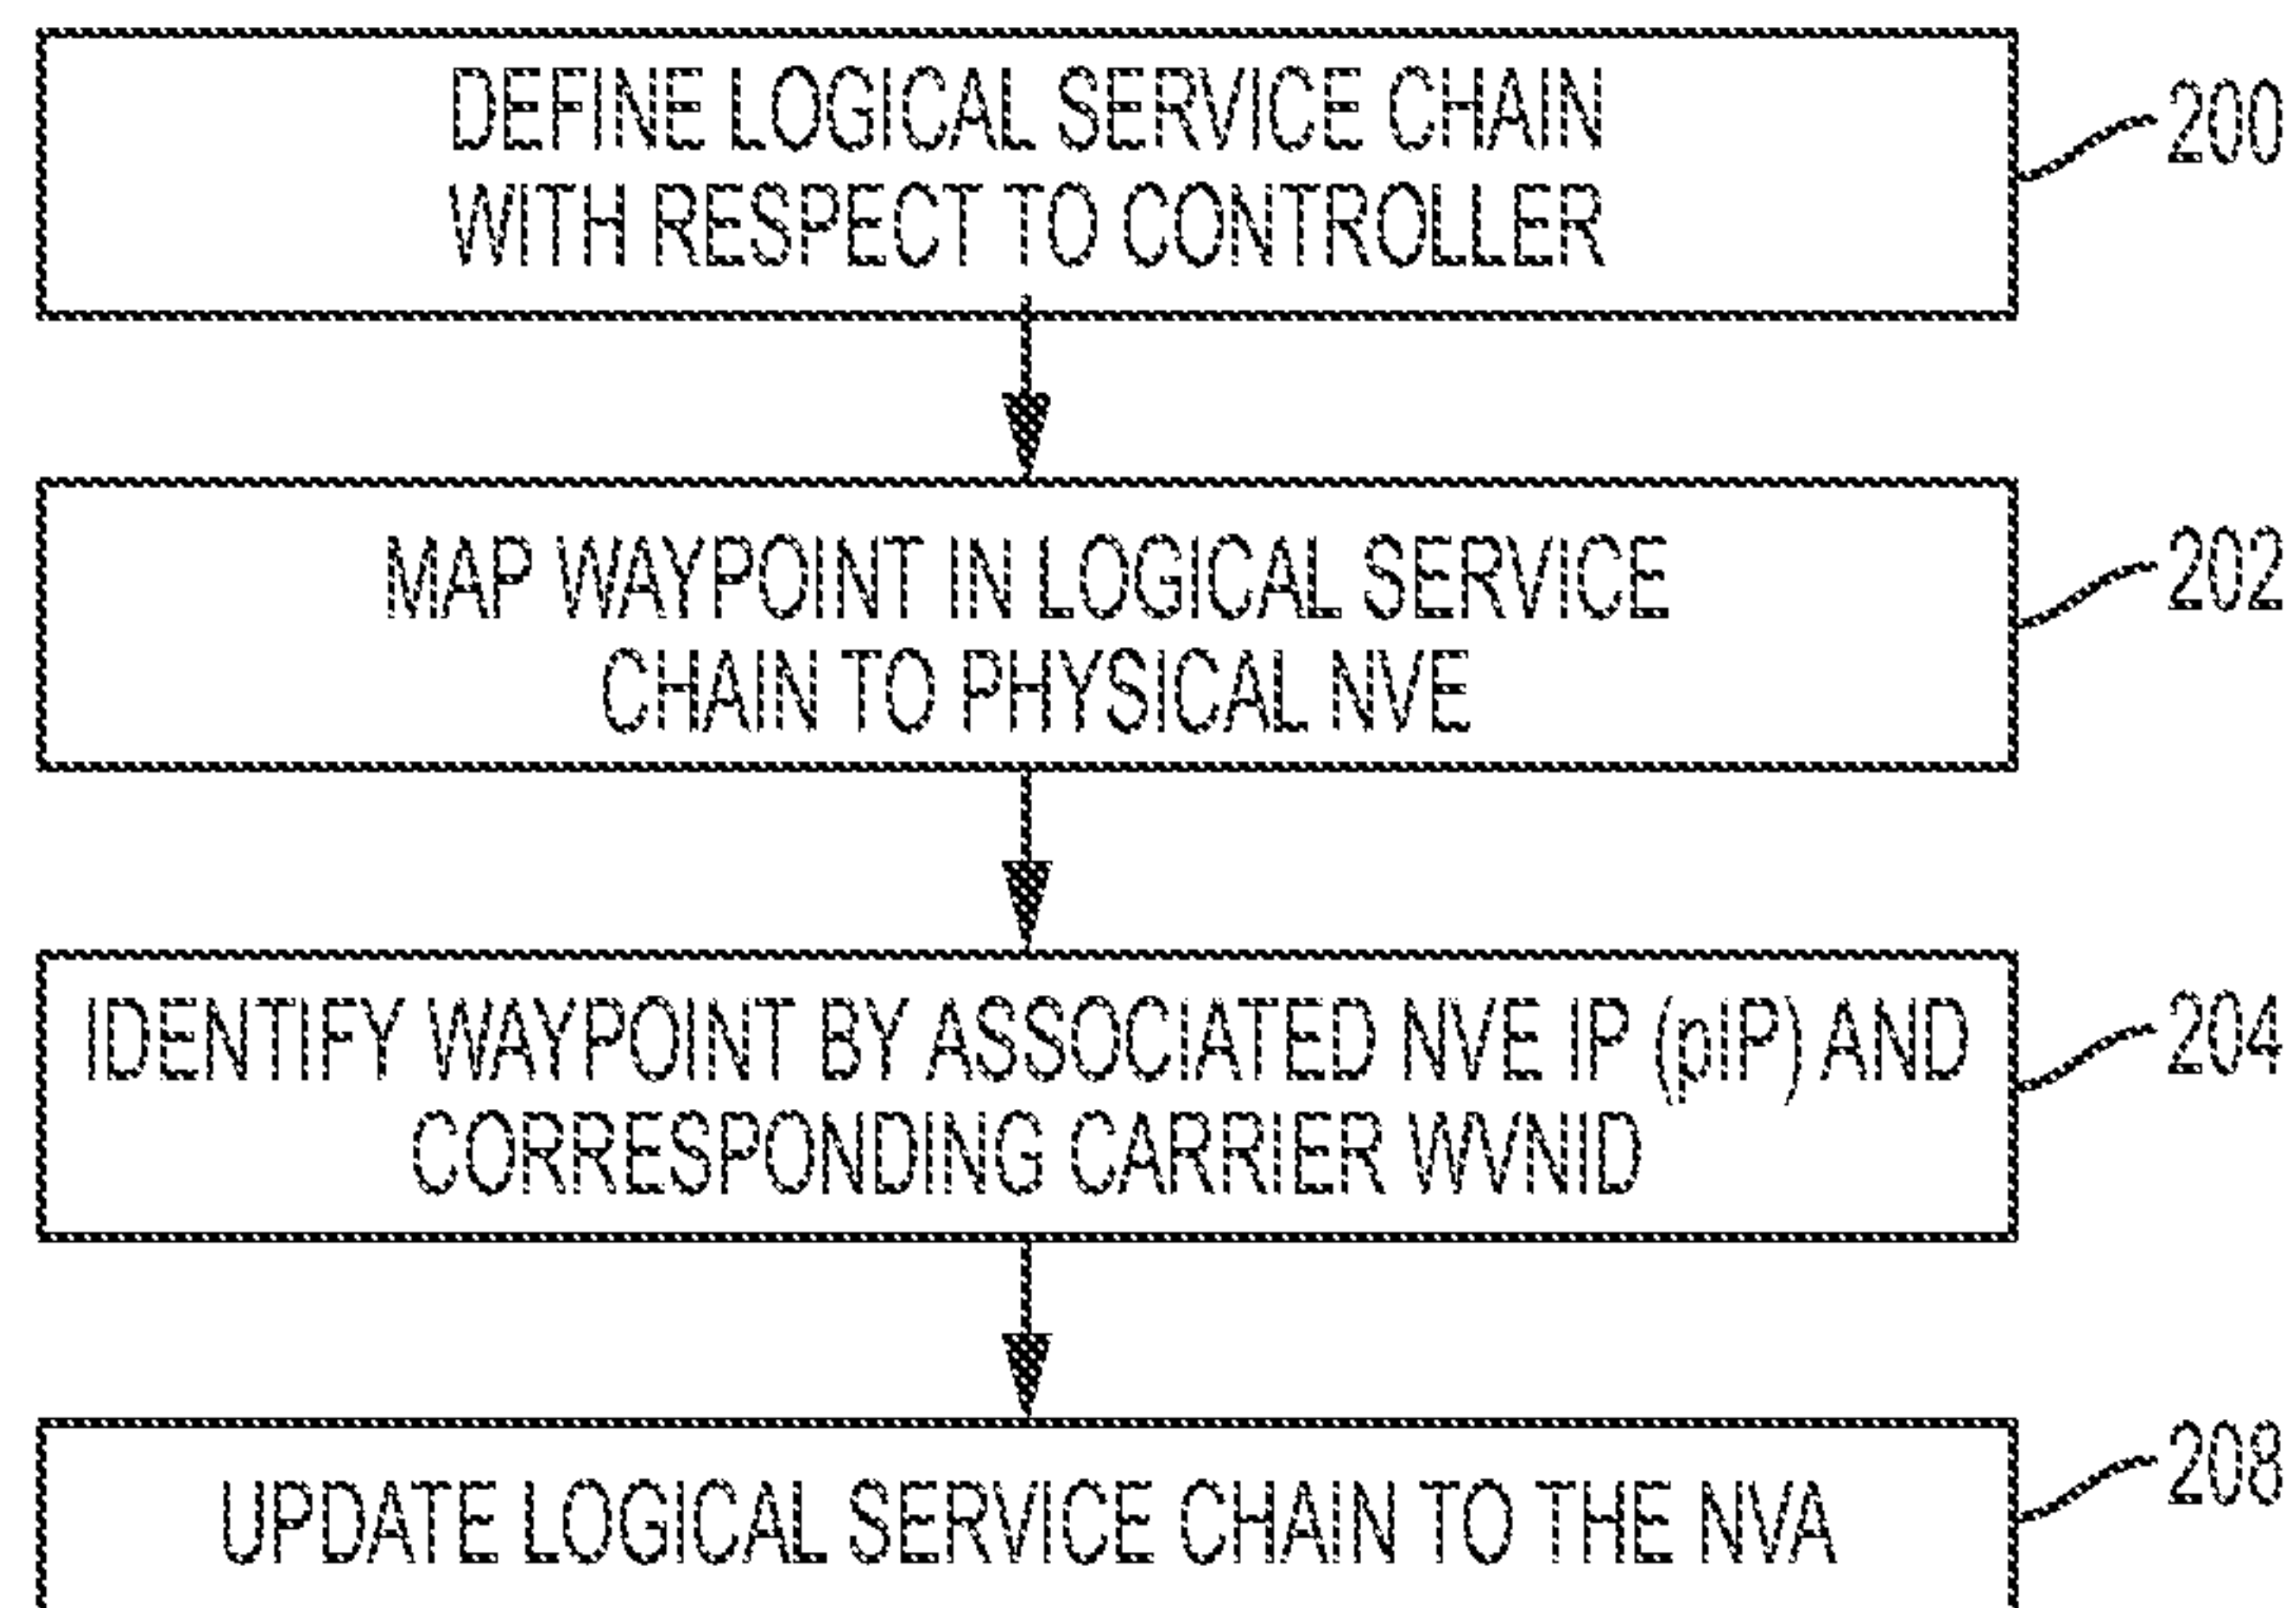 DEFINE LOGICAL SERVICE CHAIN
WITH RESPECT TO CONTROLLER
200
MAP WAYPOINT IN LOGICAL SERVICE
CHAIN TO PHYSICAL NVE
202
IDENTIFY WAYPOINT BY ASSOCIATED NVE IP (pIP) AND
CORRESPONDING CARRIER WVNID
204
UPDATE LOGICAL SERVICE CHAIN TO THE NVA
208